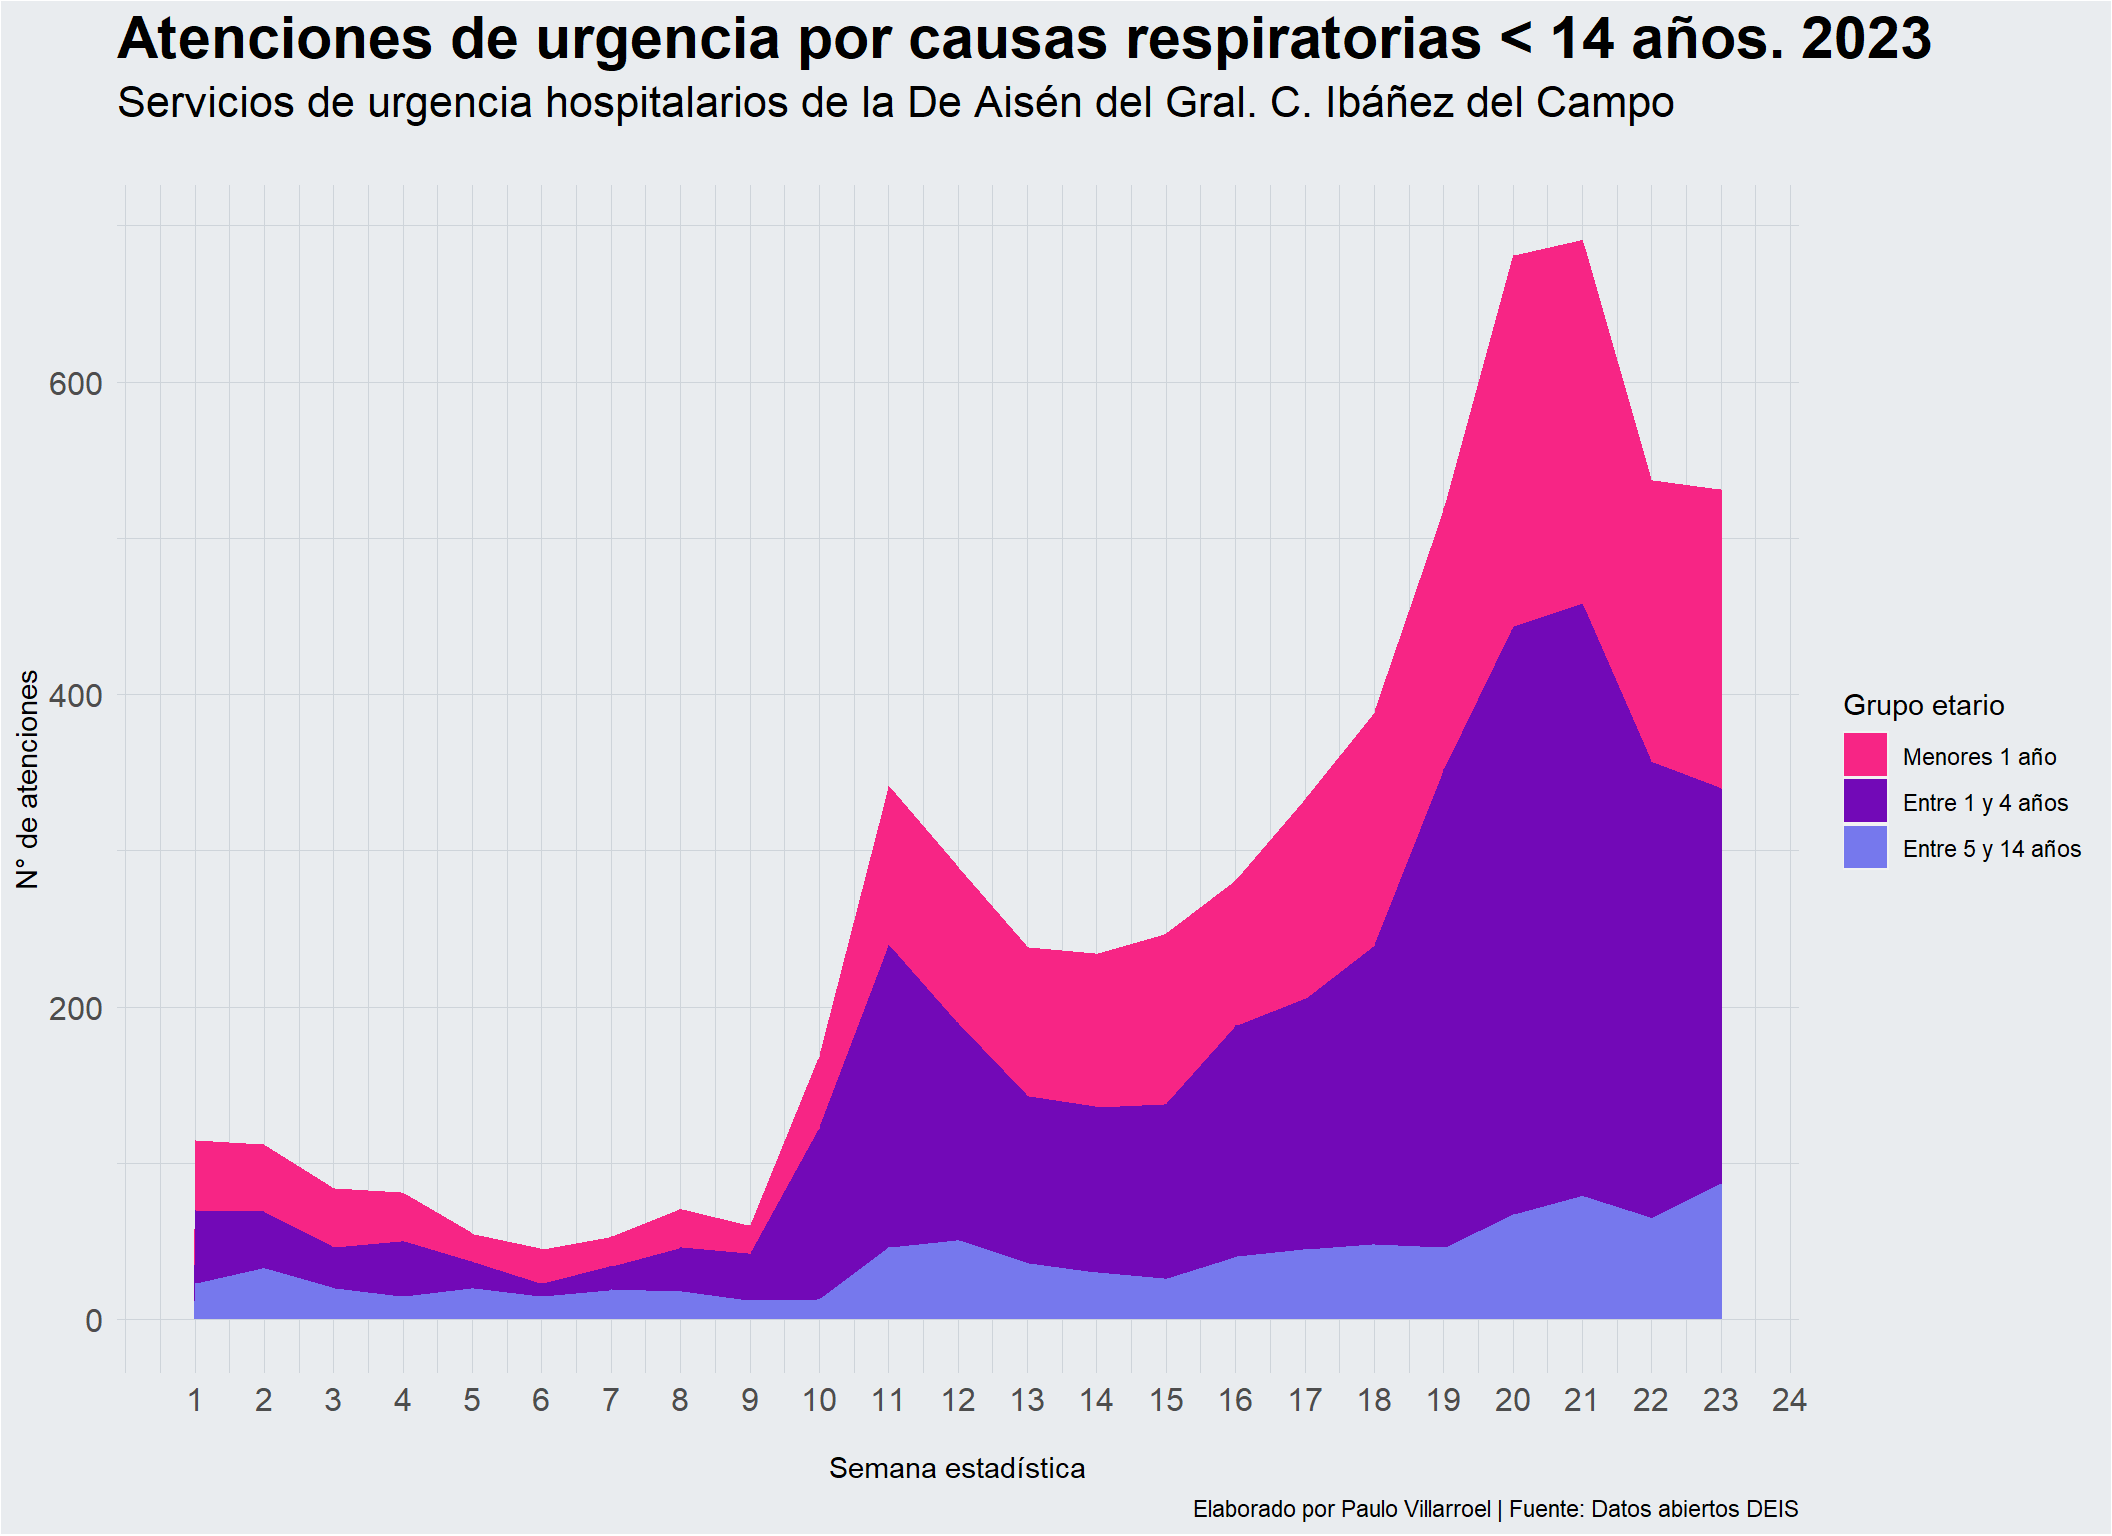 Atenciones de urgencia por causas respiratorias < 14 años. 2023
Servicios de urgencia hospitalarios de la De Aisén del Gral. C. Ibáñez del Campo
N° de atenciones
600
400
200
0
1 2 3 4 5 6 7 8 9 10 11 12 13 14 15 16 17 18 19 20 21 22 23 24
Semana estadística
Grupo etario
Menores 1 año
Entre 1 y 4 años
Entre 5 y 14 años
Elaborado por Paulo Villarroel | Fuente: Datos abiertos DEIS